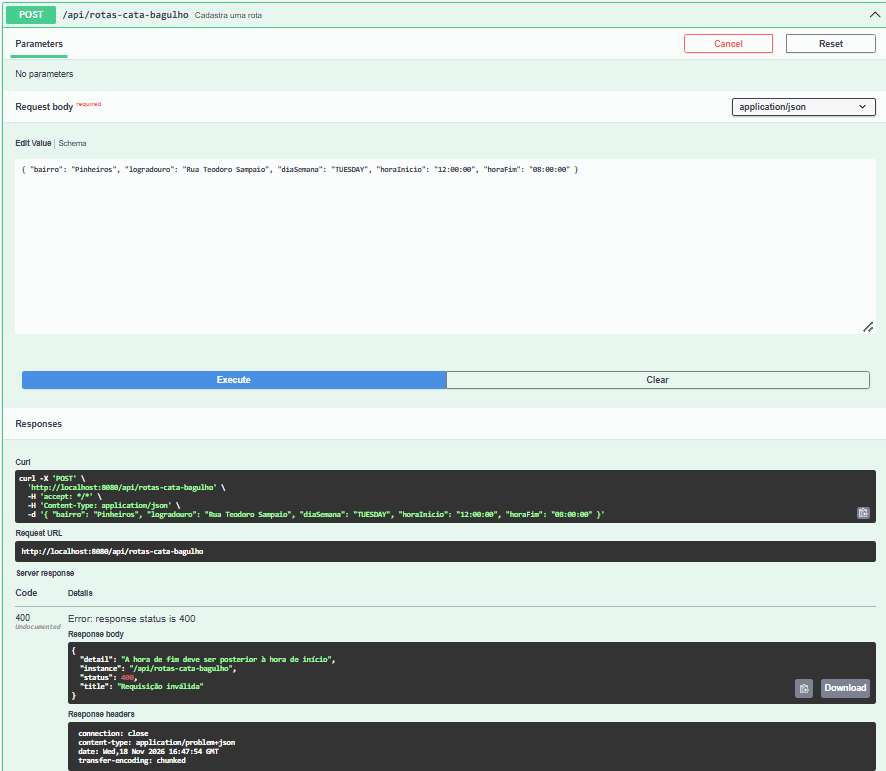 POST /api/rotas-cata-bagulho Cadastra uma rota
Parameters
Cancel
Reset
No parameters
Request body required
application/json
Edit Value | Schema
{ "bairro": "Pinheiros", "logradouro": "Rua Teodoro Sampaio", "diaSemana": "TUESDAY", "horaInicio": "12:00:00", "horaFim": "08:00:00" }
Execute
Clear
Responses
Curl
curl -X 'POST' \
'http://localhost:8080/api/rotas-cata-bagulho' \
-H 'accept: */*' \
-H 'Content-Type: application/json' \
-d '{ "bairro": "Pinheiros", "logradouro": "Rua Teodoro Sampaio", "diaSemana": "TUESDAY", "horaInicio": "12:00:00", "horaFim": "08:00:00" }'
Request URL
http://localhost:8080/api/rotas-cata-bagulho
Server response
Code Details
400 Error: response status is 400
Undocumented
Response body
{
"detail": "A hora de fim deve ser posterior à hora de início",
"instance": "/api/rotas-cata-bagulho",
"status": 400,
"title": "Requisição inválida"
}
Download
Response headers
connection: close
content-type: application/problem+json
date: Wed,18 Nov 2026 16:47:54 GMT
transfer-encoding: chunked